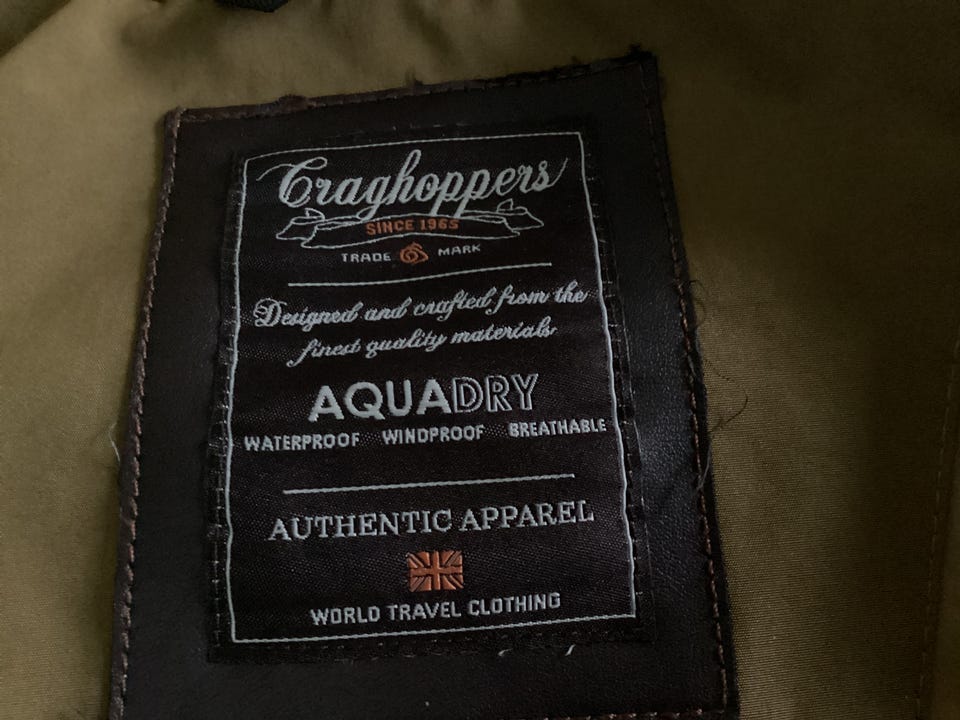 Craghoppers
SINCE 1965
TRADE MARK
Designed and crafted from the
finest quality materials
AQUADRY
WATERPROOF WINDPROOF BREATHABLE
AUTHENTIC APPAREL
WORLD TRAVEL CLOTHING